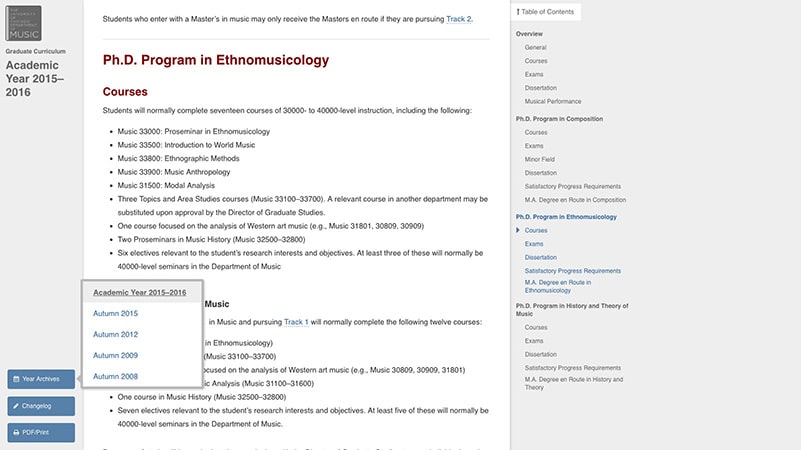 THE UNIVERSITY
OF CHICAGO
DEPARTMENT
MUSIC
Graduate Curriculum
Academic
Year 2015–
2016
Students who enter with a Master's in music may only receive the Masters en route if they are pursuing Track 2.
Ph.D. Program in Ethnomusicology
Courses
Students will normally complete seventeen courses of 30000- to 40000-level instruction, including the following:
Music 33000: Proseminar in Ethnomusicology
Music 33500: Introduction to World Music
Music 33800: Ethnographic Methods
Music 33900: Music Anthropology
Music 31500: Modal Analysis
Three Topics and Area Studies courses (Music 33100–33700). A relevant course in another department may be
substituted upon approval by the Director of Graduate Studies.
One course focused on the analysis of Western art music (e.g., Music 31801, 30809, 30909)
Two Proseminars in Music History (Music 32500–32800)
Six electives relevant to the student's research interests and objectives. At least three of these will normally be
40000-level seminars in the Department of Music
Music
in Music and pursuing Track 1 will normally complete the following twelve courses:
in Ethnomusicology)
(Music 33100–33700)
focused on the analysis of Western art music (e.g., Music 30809, 30909, 31801)
Analysis (Music 31100–31600)
One course in Music History (Music 32500–32800)
Seven electives relevant to the student's research interests and objectives. At least five of these will normally be
40000-level seminars in the Department of Music.
Academic Year 2015–2016
Autumn 2015
Autumn 2012
Autumn 2009
Autumn 2008
Year Archives
Changelog
PDF/Print
Table of Contents
Overview
General
Courses
Exams
Dissertation
Musical Performance
Ph.D. Program in Composition
Courses
Exams
Minor Field
Dissertation
Satisfactory Progress Requirements
M.A. Degree en Route in Composition
Ph.D. Program in Ethnomusicology
Courses
Exams
Dissertation
Satisfactory Progress Requirements
M.A. Degree en Route in
Ethnomusicology
Ph.D. Program in History and Theory of
Music
Courses
Exams
Dissertation
Satisfactory Progress Requirements
M.A. Degree en Route in History and
Theory